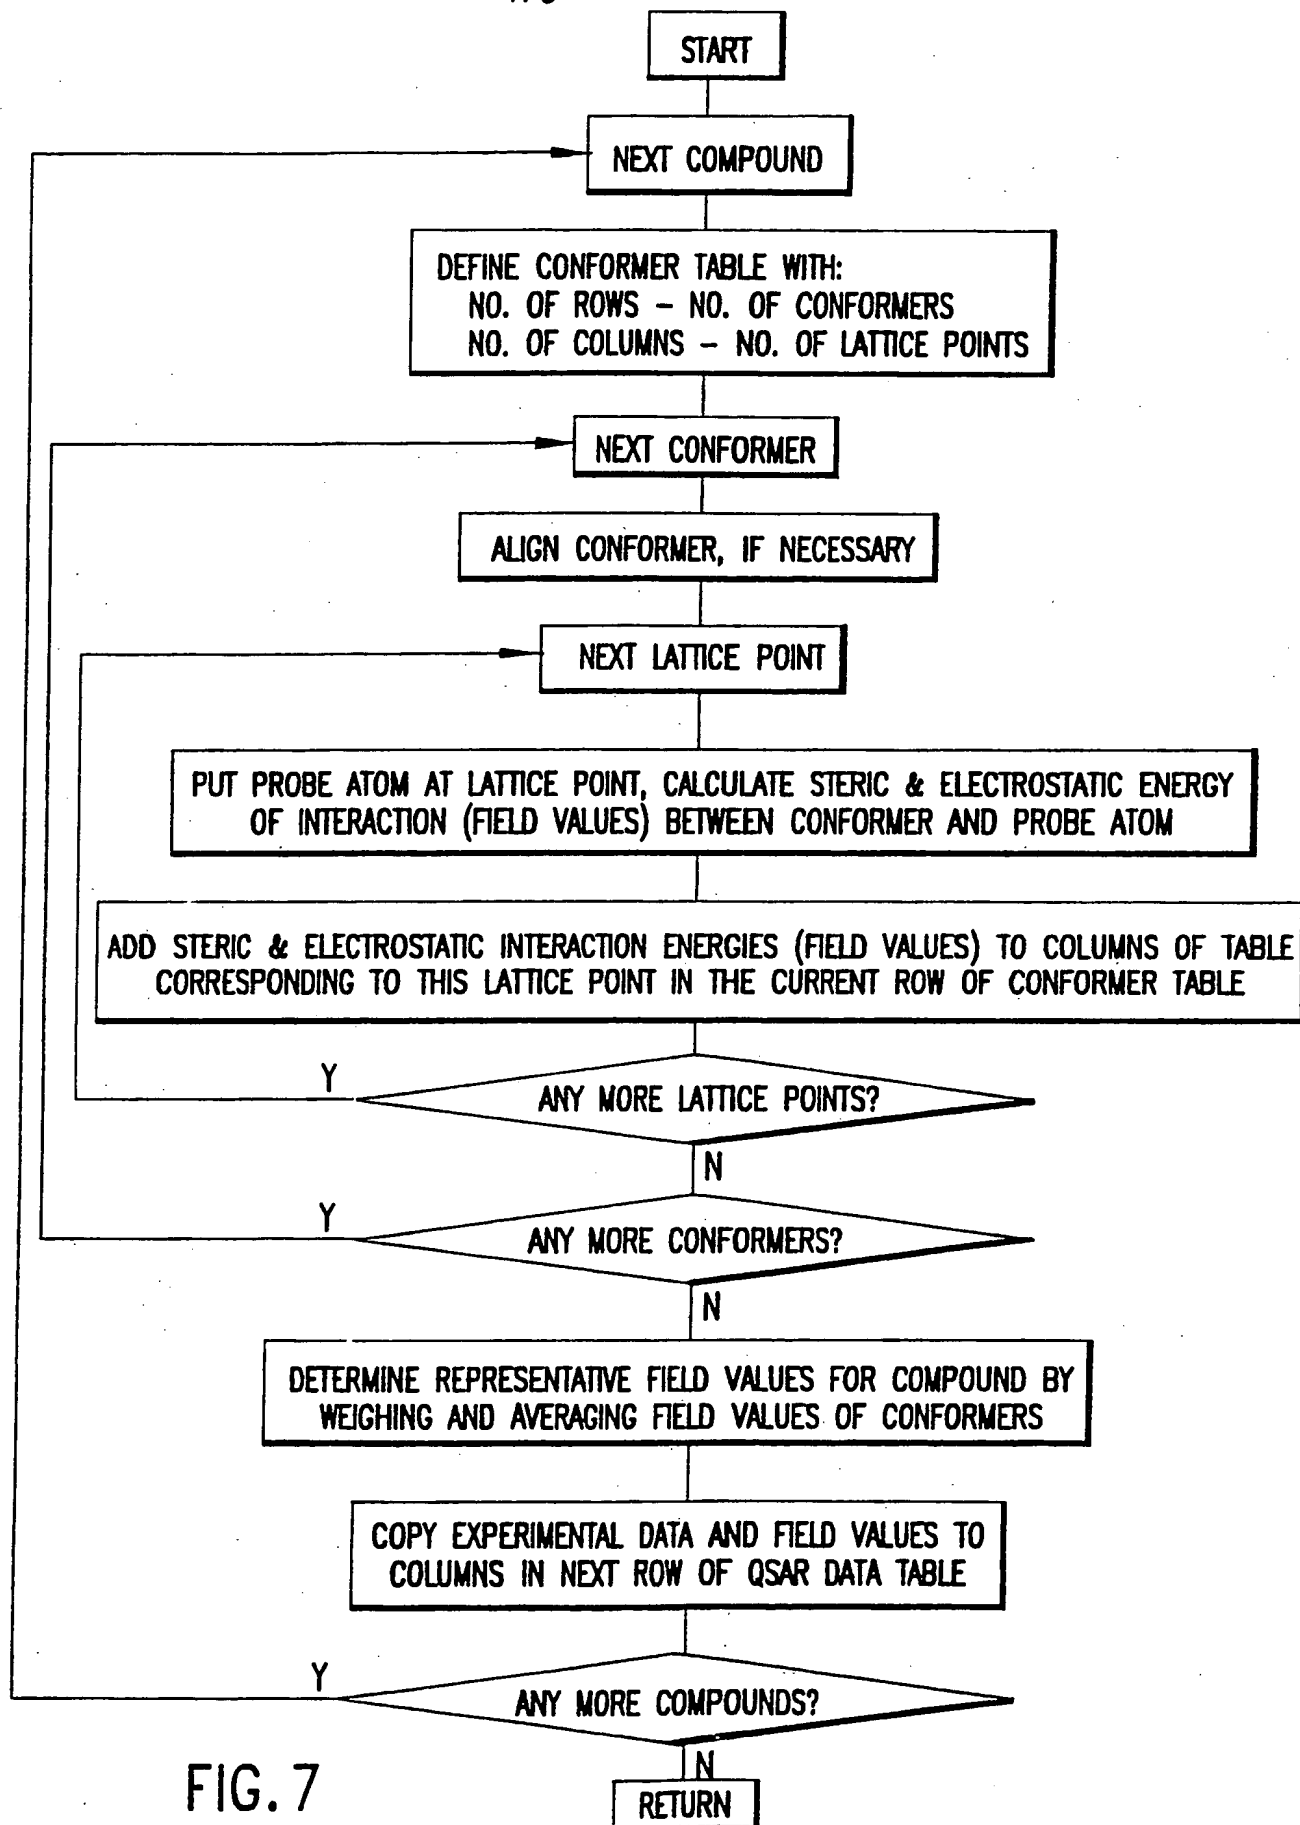 START
NEXT COMPOUND
DEFINE CONFORMER TABLE WITH:
NO. OF ROWS - NO. OF CONFORMERS
NO. OF COLUMNS - NO. OF LATTICE POINTS
NEXT CONFORMER
ALIGN CONFORMER, IF NECESSARY
NEXT LATTICE POINT
PUT PROBE ATOM AT LATTICE POINT, CALCULATE STERIC & ELECTROSTATIC ENERGY
OF INTERACTION (FIELD VALUES) BETWEEN CONFORMER AND PROBE ATOM
ADD STERIC & ELECTROSTATIC INTERACTION ENERGIES (FIELD VALUES) TO COLUMNS OF TABLE
CORRESPONDING TO THIS LATTICE POINT IN THE CURRENT ROW OF CONFORMER TABLE
Y
ANY MORE LATTICE POINTS?
N
Y
ANY MORE CONFORMERS?
N
DETERMINE REPRESENTATIVE FIELD VALUES FOR COMPOUND BY
WEIGHING AND AVERAGING FIELD VALUES OF CONFORMERS
COPY EXPERIMENTAL DATA AND FIELD VALUES TO
COLUMNS IN NEXT ROW OF QSAR DATA TABLE
Y
ANY MORE COMPOUNDS?
N
FIG. 7
RETURN